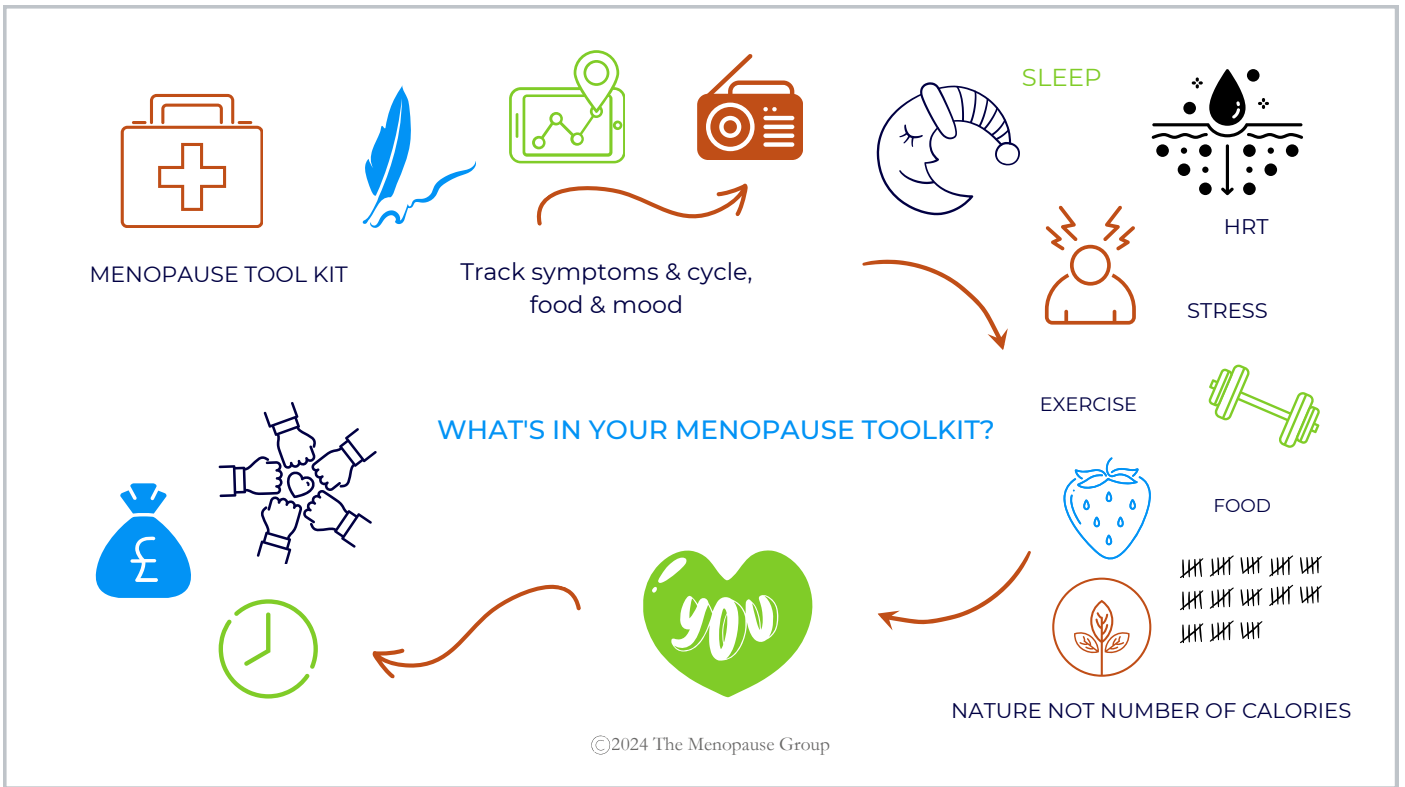 SLEEP
HRT
MENOPAUSE TOOL KIT
Track symptoms & cycle,
food & mood
STRESS
EXERCISE
WHAT'S IN YOUR MENOPAUSE TOOLKIT?
FOOD
£
YOU
NATURE NOT NUMBER OF CALORIES
©2024 The Menopause Group